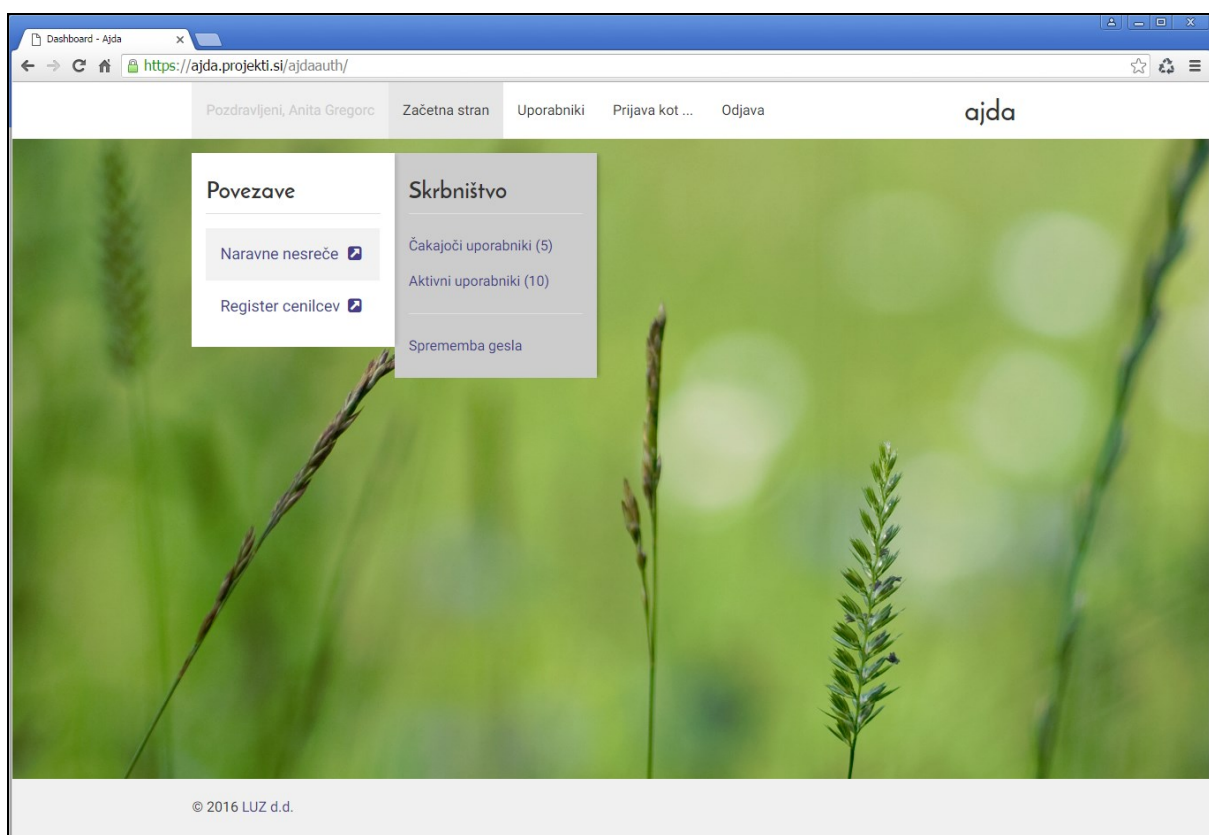 Dashboard - Ajda
https://ajda.projekti.si/ajdaauth/
Pozdravljeni, Anita Gregorc Začetna stran Uporabniki Prijava kot ... Odjava ajda
Povezave
Naravne nesreče
Register cenilcev
Skrbništvo
Čakajoči uporabniki (5)
Aktivni uporabniki (10)
Sprememba gesla
© 2016 LUZ d.d.